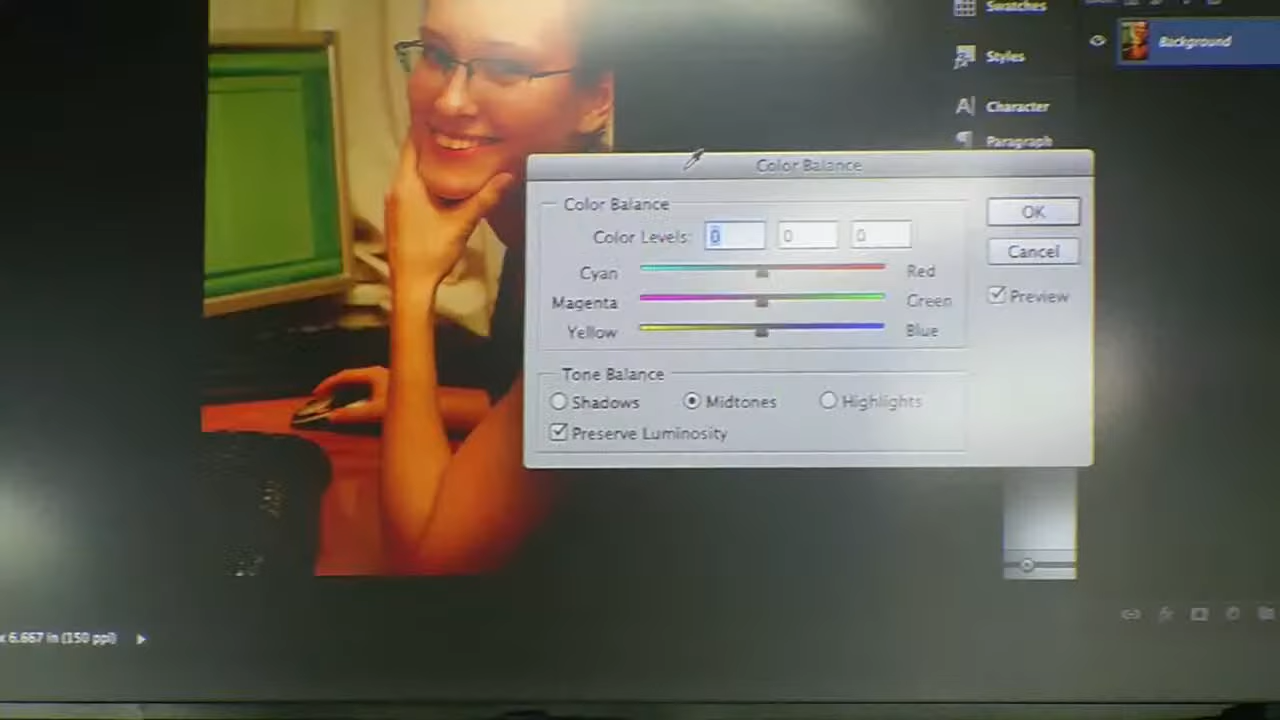 Swatches
Background
Styles
Character
Paragraph
Color Balance
Color Balance
OK
Color Levels: 0 0 0
Cancel
Cyan Red
Preview
Magenta Green
Yellow Blue
Tone Balance
Shadows Midtones Highlights
Preserve Luminosity
x 6.667 in (150 ppi)